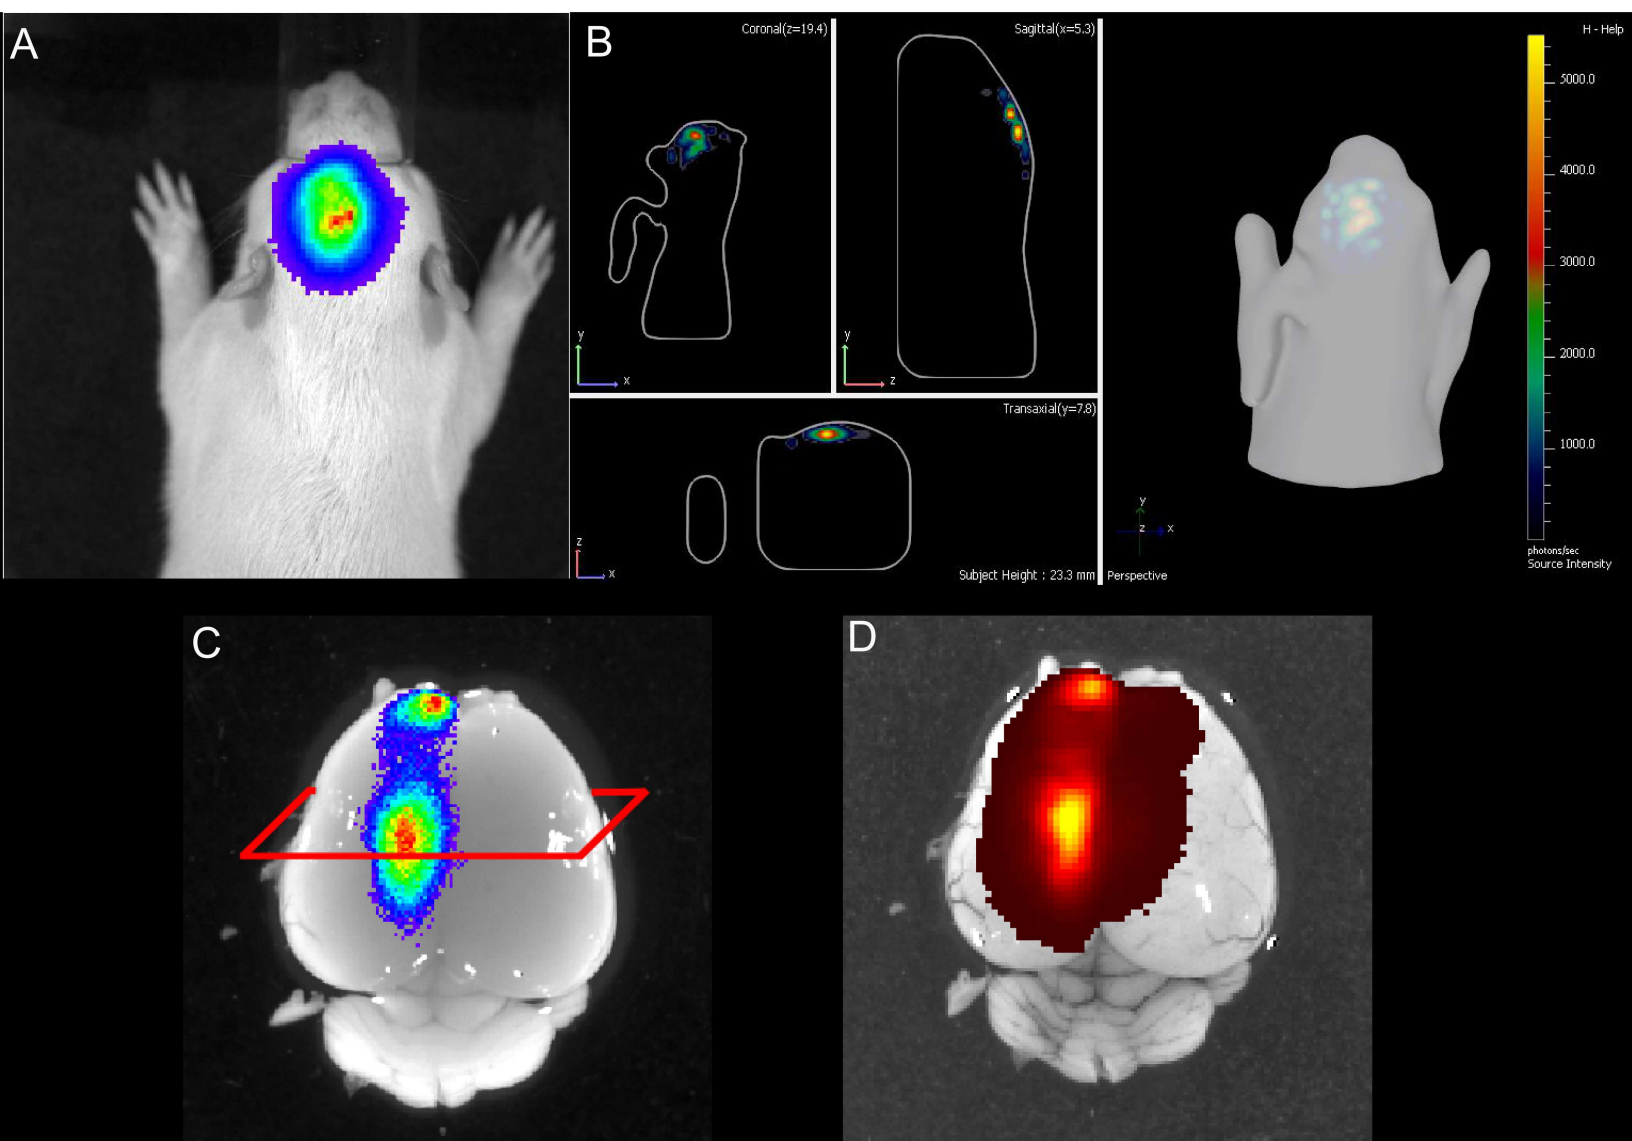 A
B
Coronal(z=19.4)
Sagittal(x=5.3)
H - Help
5000.0
4000.0
3000.0
2000.0
1000.0
y
x
y
z
Transaxial(y=7.8)
z
x
Subject Height : 23.3 mm
y
z
x
Perspective
photons/sec
Source Intensity
C
D